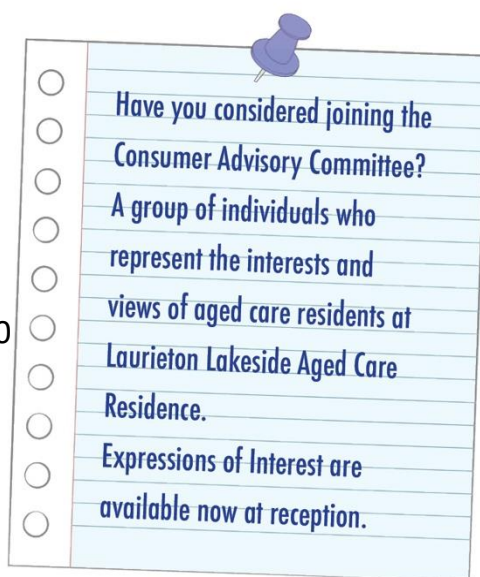 Have you considered joining the
Consumer Advisory Committee?
A group of individuals who
represent the interests and
views of aged care residents at
0
Laurieton Lakeside Aged Care
Residence.
Expressions of Interest are
available now at reception.